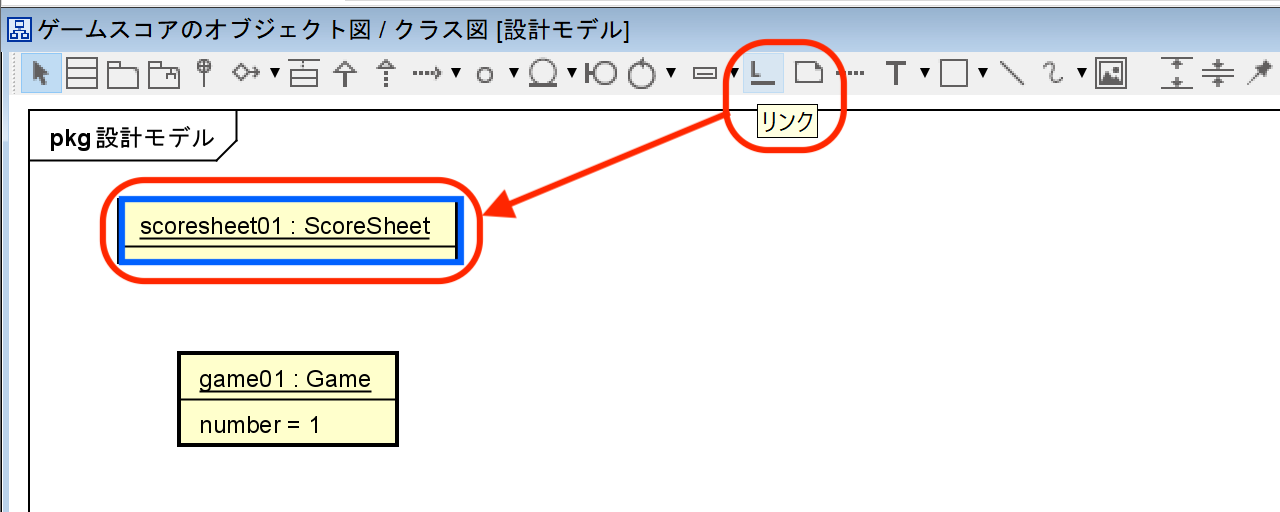 ゲームスコアのオブジェクト図 / クラス図 [設計モデル]
T
リンク
pkg 設計モデル
scoresheet01 : ScoreSheet
game01 : Game
number = 1